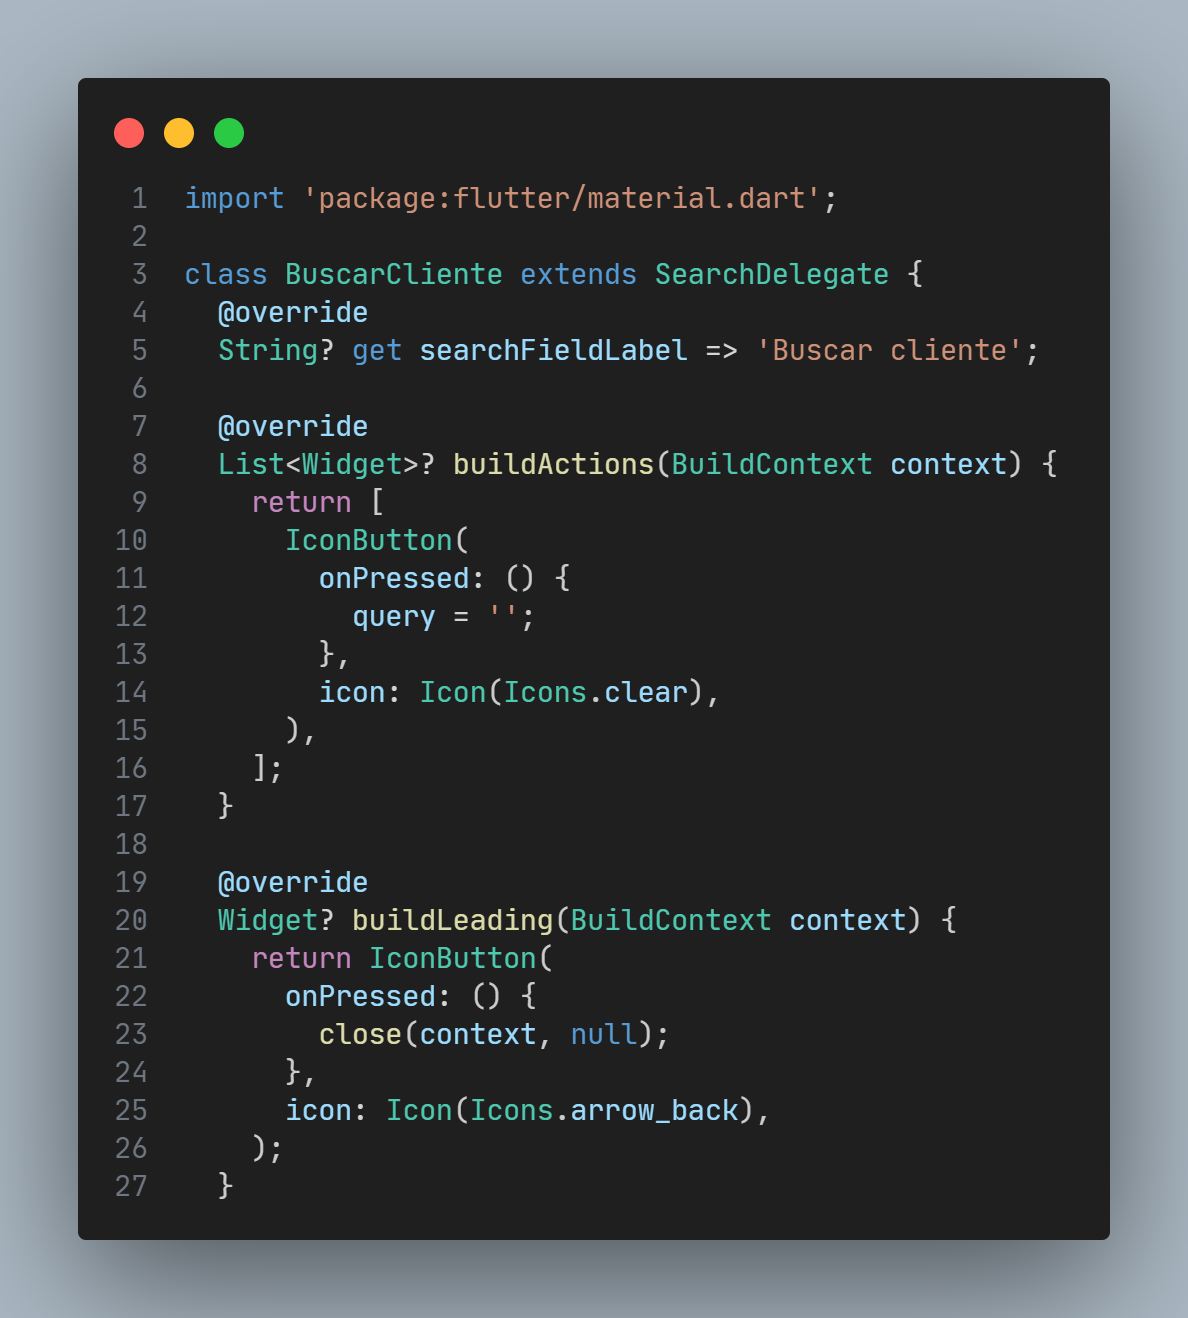 1 import 'package:flutter/material.dart';
2
3 class BuscarCliente extends SearchDelegate {
4   @override
5   String? get searchFieldLabel => 'Buscar cliente';
6
7   @override
8   List<Widget>? buildActions(BuildContext context) {
9     return [
10       IconButton(
11         onPressed: () {
12           query = '';
13         },
14         icon: Icon(Icons.clear),
15       ),
16     ];
17   }
18
19   @override
20   Widget? buildLeading(BuildContext context) {
21     return IconButton(
22       onPressed: () {
23         close(context, null);
24       },
25       icon: Icon(Icons.arrow_back),
26     );
27   }